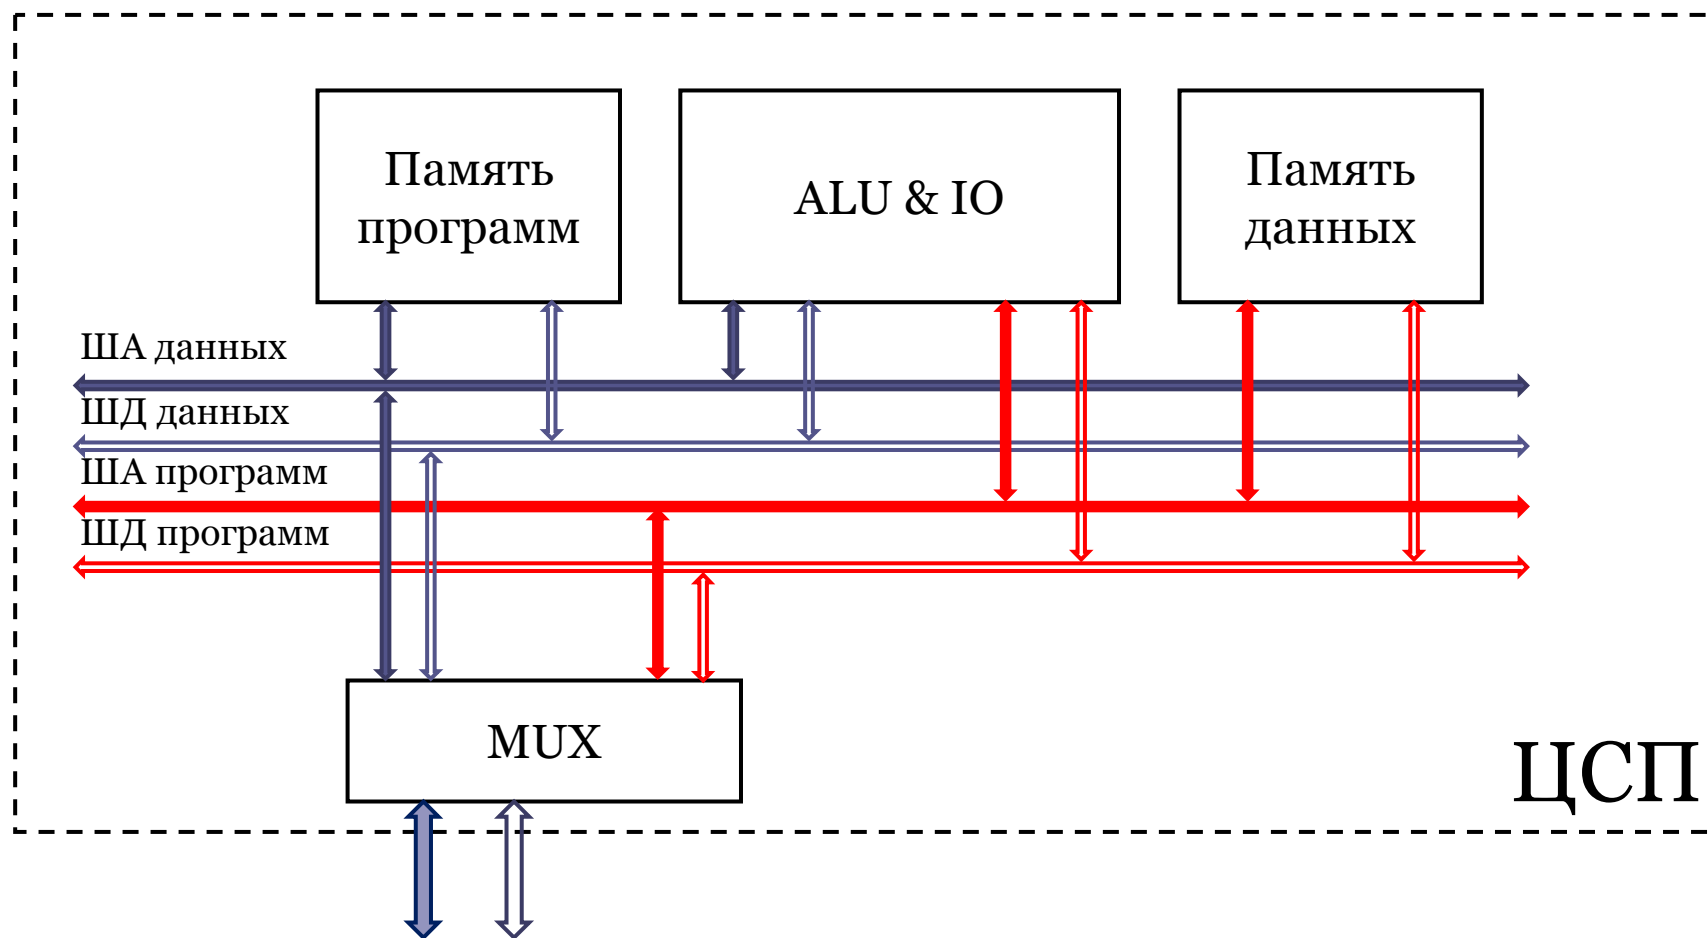 Память
программ
ALU & IO
Память
данных
ША данных
ШД данных
ША программ
ШД программ
MUX
ЦСП